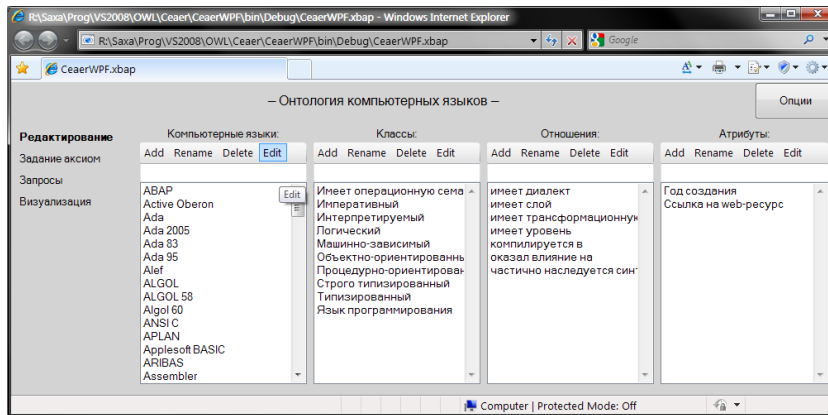 R:\Saxa\Prog\VS2008\OWL\Ceaer\CeaerWPF\bin\Debug\CeaerWPF.xbap - Windows Internet Explorer
R:\Saxa\Prog\VS2008\OWL\Ceaer\CeaerWPF\bin\Debug\CeaerWPF.xbap
Google
CeaerWPF.xbap
– Онтология компьютерных языков –
Опции
Редактирование
Задание аксиом
Запросы
Визуализация
Компьютерные языки:
Add Rename Delete Edit
Edit
ABAP
Active Oberon
Ada
Ada 2005
Ada 83
Ada 95
Alef
ALGOL
ALGOL 58
Algol 60
ANSI C
APLAN
Applesoft BASIC
ARIBAS
Assembler
Классы:
Add Rename Delete Edit
Имеет операционную сема
Императивный
Интерпретируемый
Логический
Машинно-зависимый
Объектно-ориентированнь
Процедурно-ориентирован
Строго типизированный
Типизированный
Язык программирования
Отношения:
Add Rename Delete Edit
имеет диалект
имеет слой
имеет трансформационную
имеет уровень
компилируется в
оказал влияние на
частично наследуется син
Атрибуты:
Add Rename Delete Edit
Год создания
Ссылка на web-ресурс
Computer | Protected Mode: Off